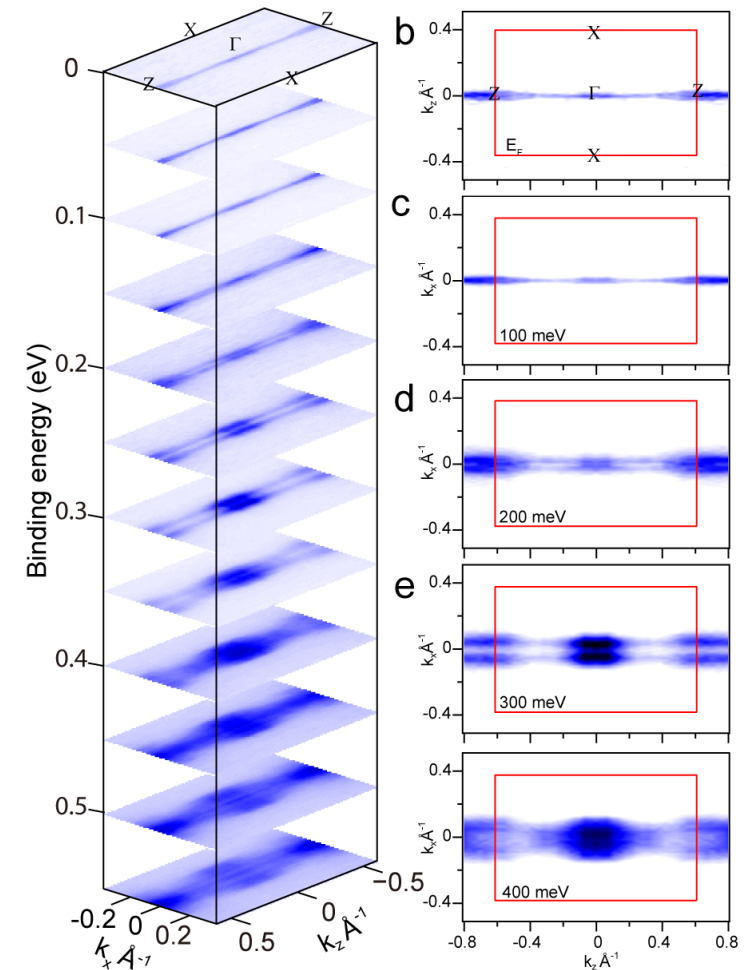 X
Z
Γ
Z
X
0
0.1
0.2
0.3
0.4
0.5
Binding energy (eV)
-0.2
0
0.2
kx Å-1
0.5
0
-0.5
kz Å-1
b
0.4
0
-0.4
kz Å-1
X
Z
Γ
Z
EF
X
c
0.4
0
-0.4
kx Å-1
100 meV
d
0.4
0
-0.4
kx Å-1
200 meV
e
0.4
0
-0.4
kx Å-1
300 meV
0.4
0
-0.4
kx Å-1
400 meV
-0.8
-0.4
0
0.4
0.8
kz Å-1